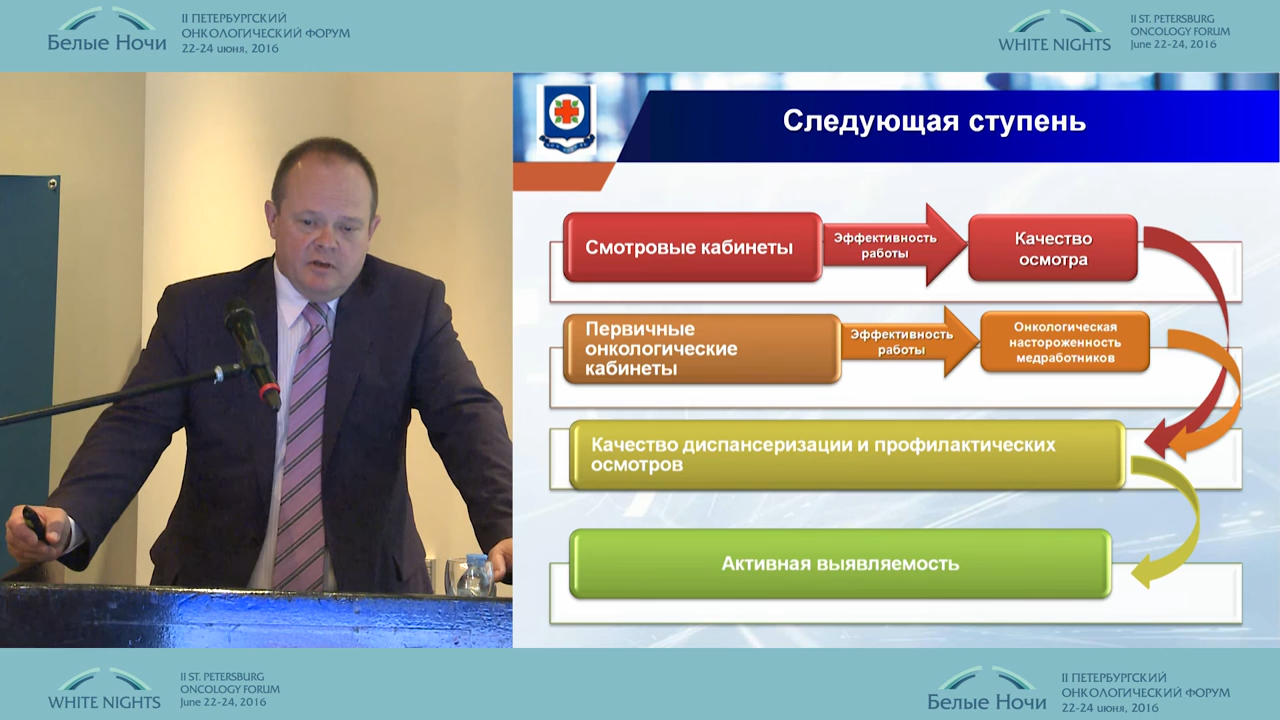 Белые Ночи
II ПЕТЕРБУРГСКИЙ
ОНКОЛОГИЧЕСКИЙ ФОРУМ
22-24 июня, 2016
WHITE NIGHTS
II ST. PETERSBURG
ONCOLOGY FORUM
June 22-24, 2016
Следующая ступень
Смотровые кабинеты
Эффективность
работы
Качество
осмотра
Первичные
онкологические
кабинеты
Эффективность
работы
Онкологическая
настороженность
медработников
Качество диспансеризации и профилактических
осмотров
Активная выявляемость
WHITE NIGHTS
II ST. PETERSBURG
ONCOLOGY FORUM
June 22-24, 2016
Белые Ночи
II ПЕТЕРБУРГСКИЙ
ОНКОЛОГИЧЕСКИЙ ФОРУМ
22-24 июня, 2016